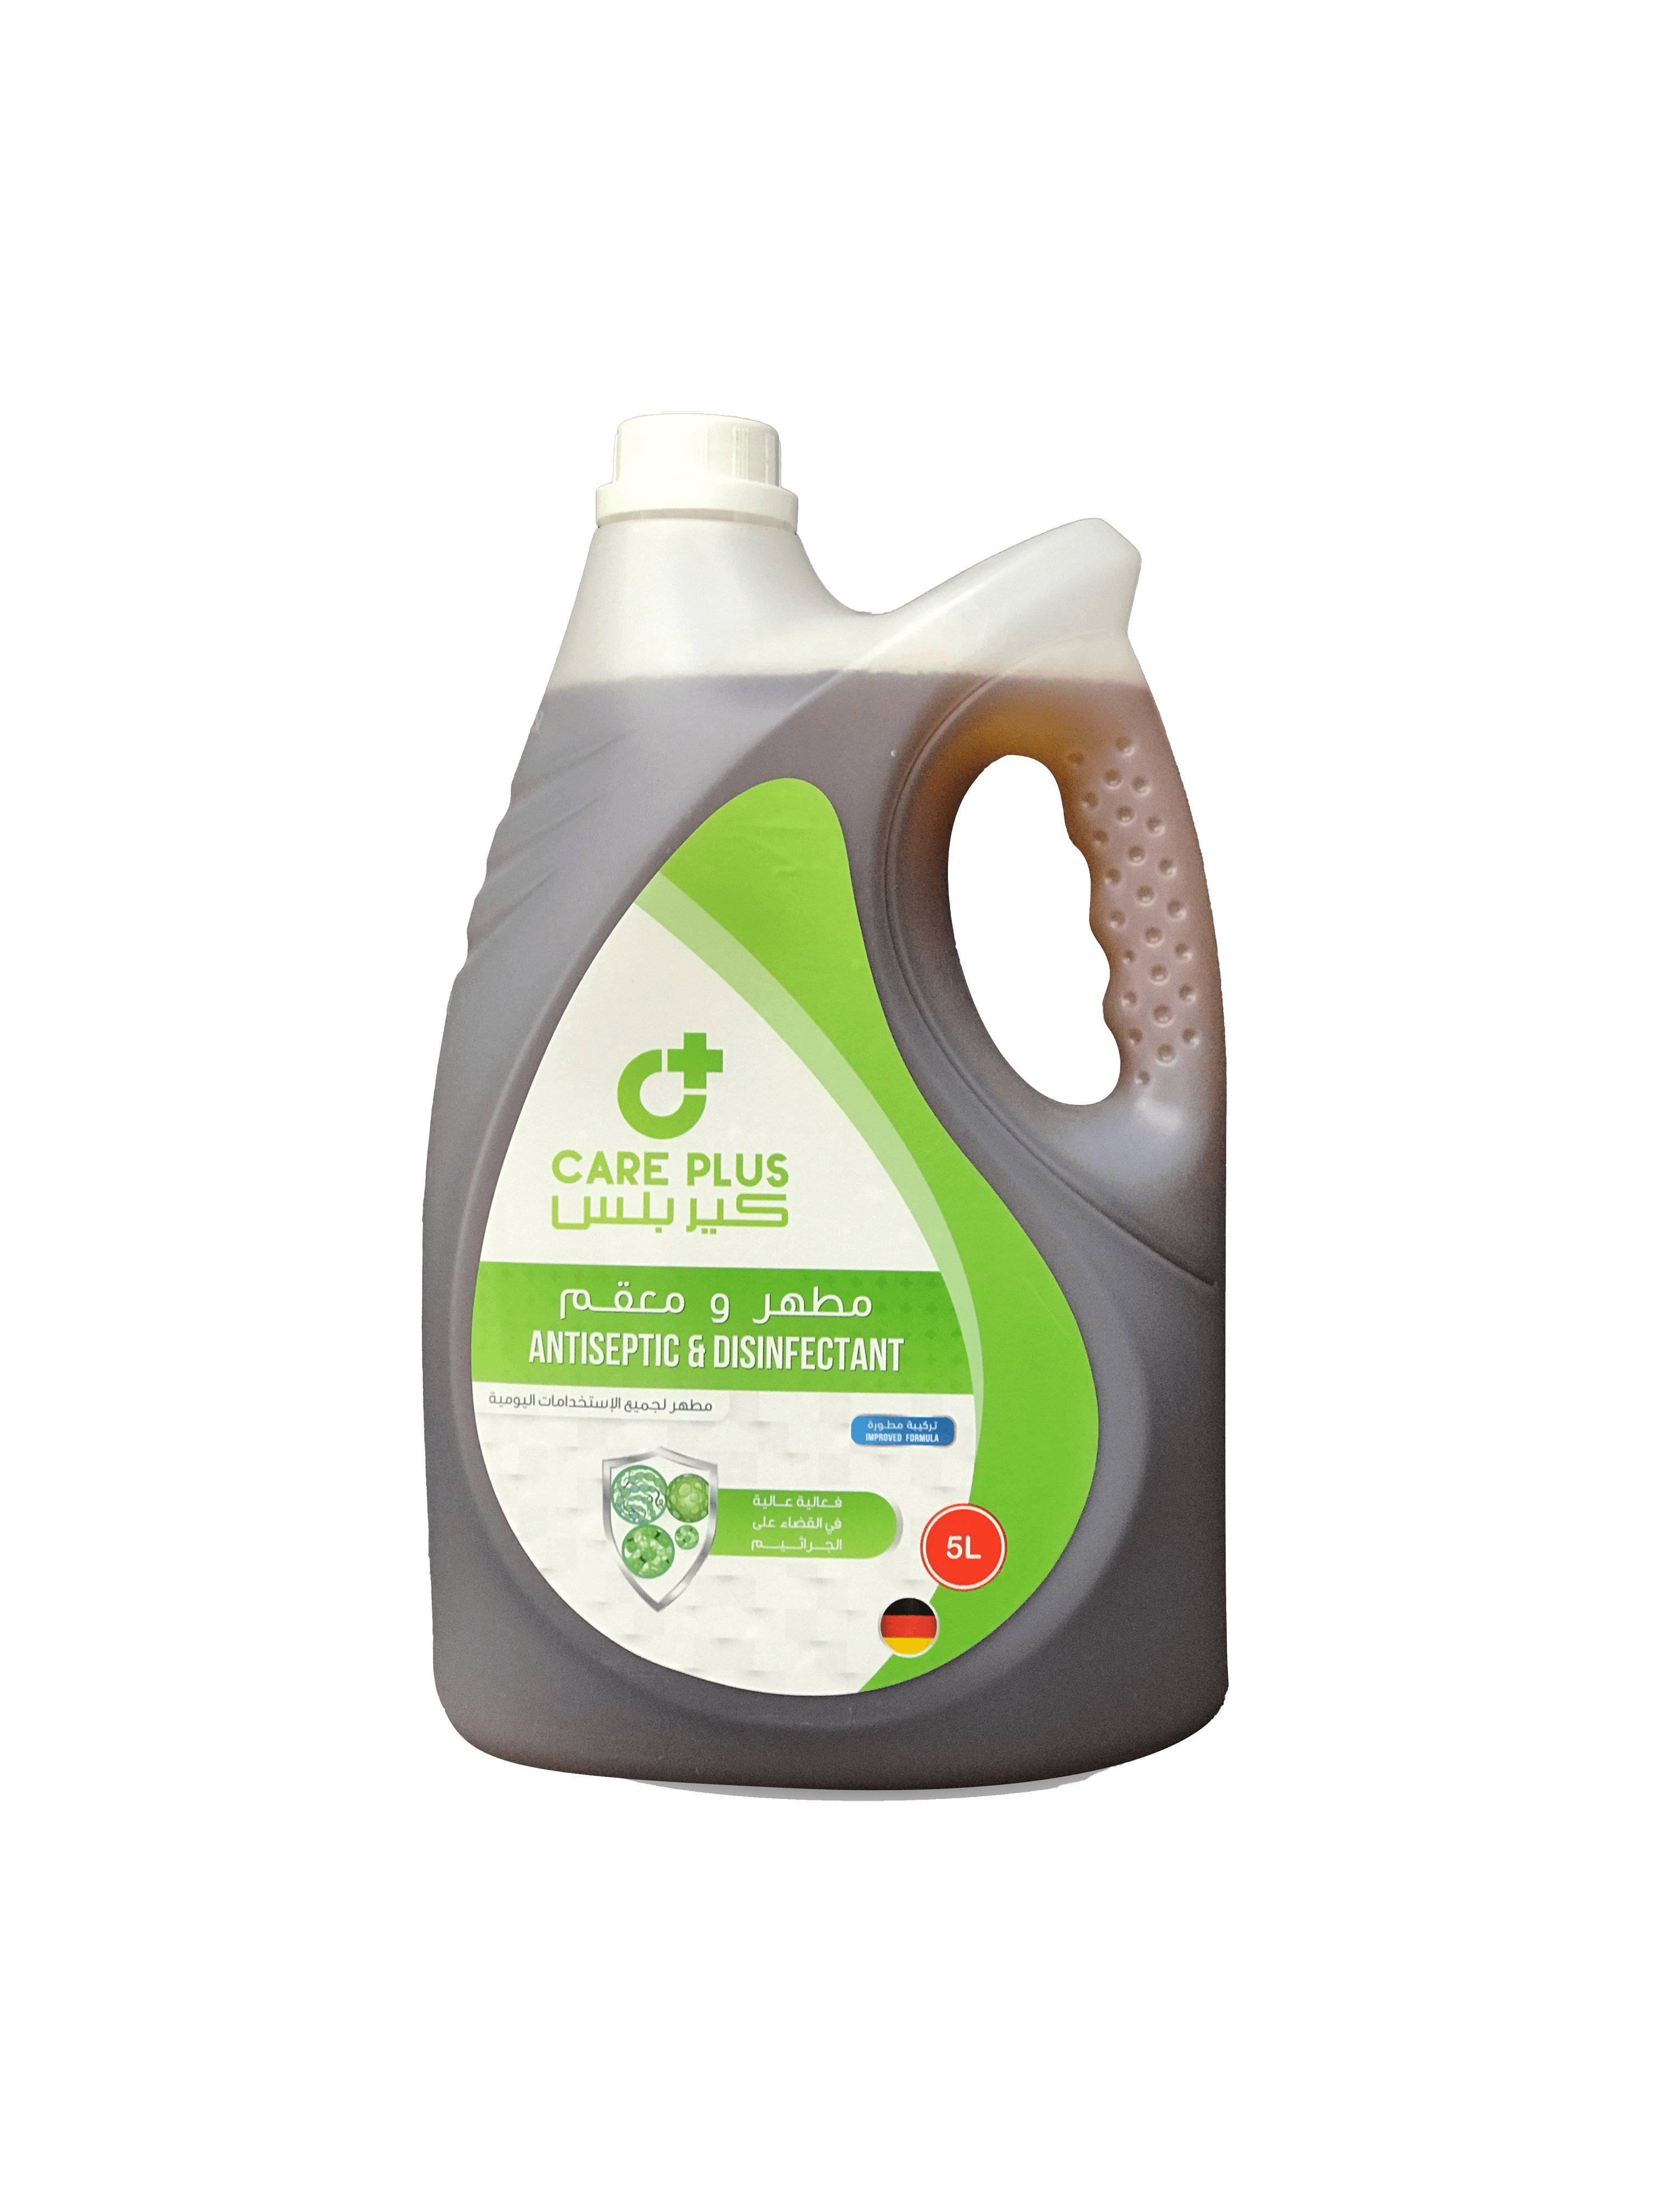 CARE PLUS
كير بلس
مطهر و معقم
ANTISEPTIC & DISINFECTANT
مطهر لجميع الإستخدامات اليومية
تركيبة مطورة
IMPROVED FORMULA
فعالية عالية
في القضاء على
الجراثيم
5L